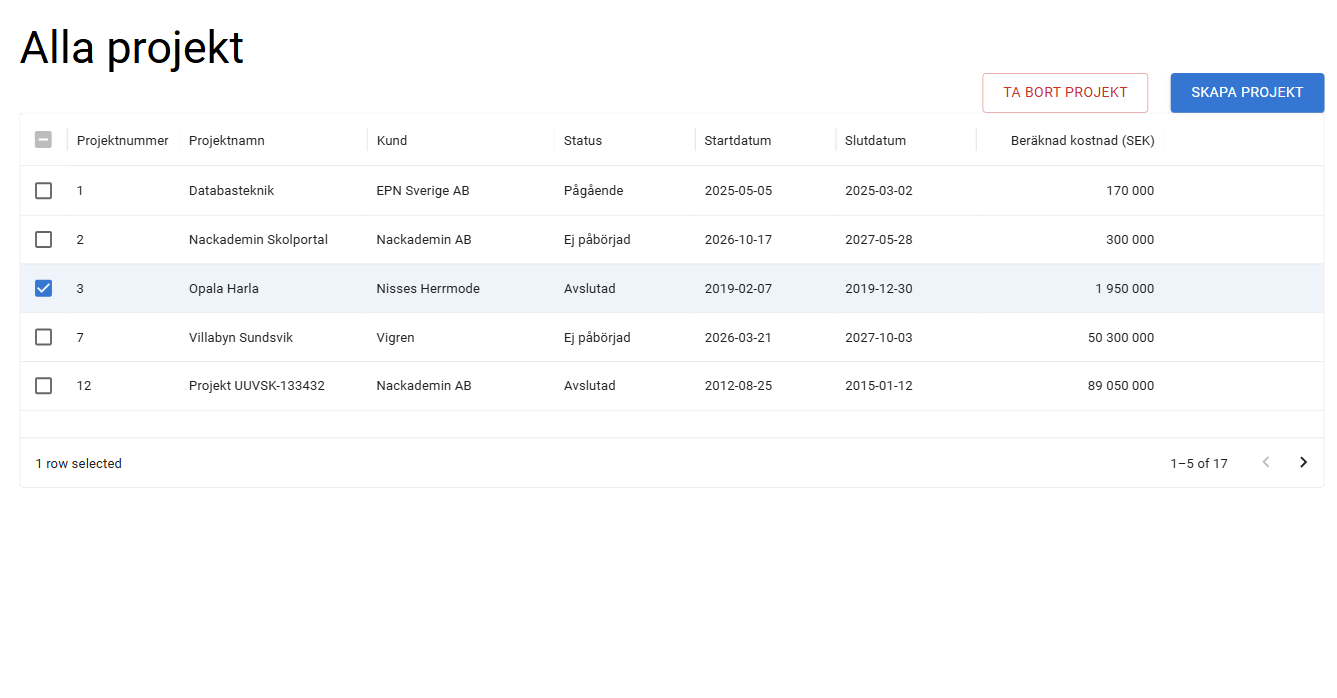 Alla projekt
TA BORT PROJEKT SKAPA PROJEKT
Projektnummer Projektnamn Kund Status Startdatum Slutdatum Beräknad kostnad (SEK)
1 Databasteknik EPN Sverige AB Pågående 2025-05-05 2025-03-02 170 000
2 Nackademin Skolportal Nackademin AB Ej påbörjad 2026-10-17 2027-05-28 300 000
3 Opala Harla Nisses Herrmode Avslutad 2019-02-07 2019-12-30 1 950 000
7 Villabyn Sundsvik Vigren Ej påbörjad 2026-03-21 2027-10-03 50 300 000
12 Projekt UUVSK-133432 Nackademin AB Avslutad 2012-08-25 2015-01-12 89 050 000
1 row selected 1–5 of 17